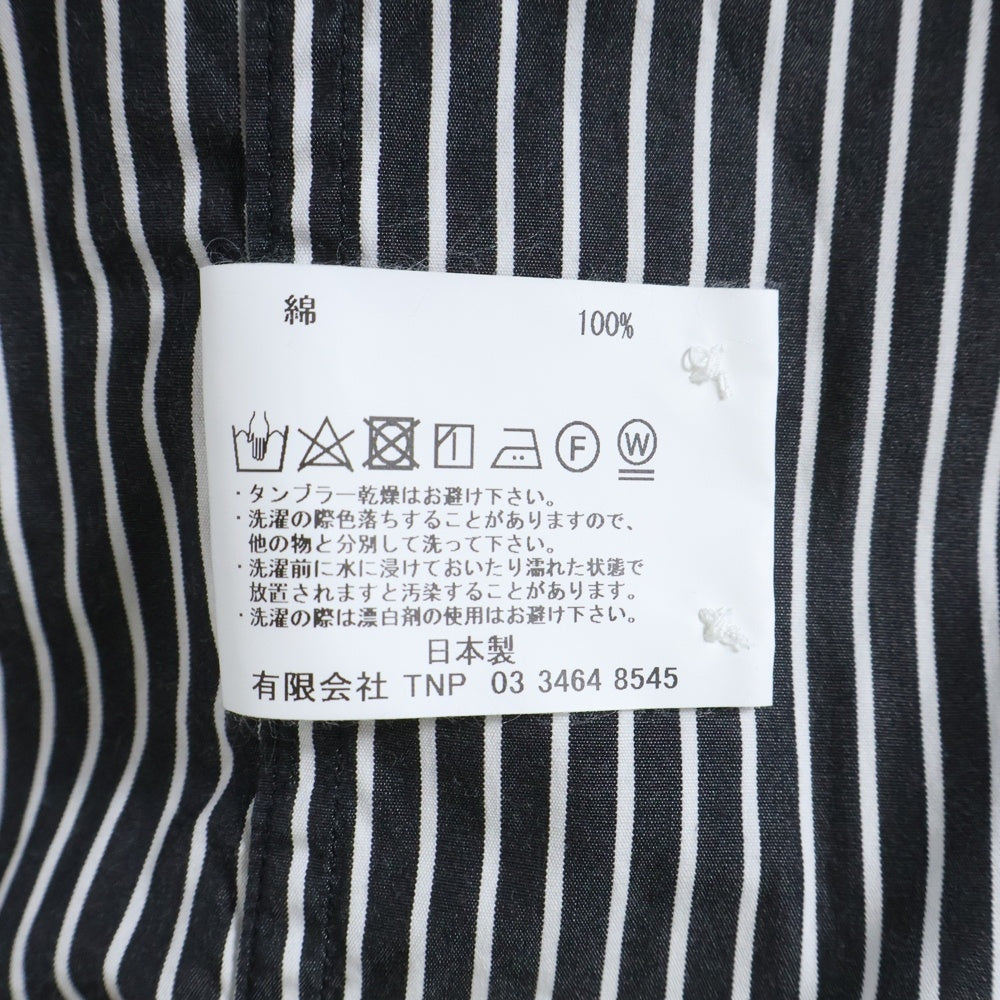 綿 100%
F W
・タンブラー乾燥はお避け下さい。
・洗濯の際色落ちすることがありますので、
他の物と分別して洗って下さい。
・洗濯前に水に浸けておいたり濡れた状態で
放置されますと汚染することがあります。
・洗濯の際は漂白剤の使用はお避け下さい。
日本製
有限会社 TNP 03 3464 8545